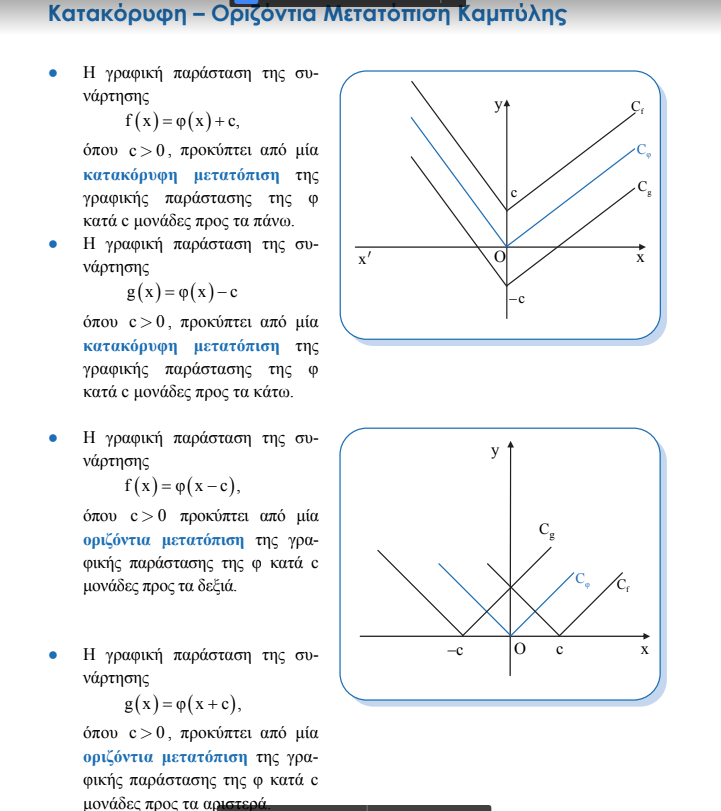 Κατακόρυφη – Οριζόντια Μετατόπιση Καμπύλης
● Η γραφική παράσταση της συ-
νάρτησης
f(x)=φ(x)+c,
όπου c>0, προκύπτει από μία
κατακόρυφη μετατόπιση της
γραφικής παράστασης της φ
κατά c μονάδες προς τα πάνω.
● Η γραφική παράσταση της συ-
νάρτησης
g(x)=φ(x)−c
όπου c>0, προκύπτει από μία
κατακόρυφη μετατόπιση της
γραφικής παράστασης της φ
κατά c μονάδες προς τα κάτω.
y
C_f
C_φ
C_g
c
x′
O
x
−c
● Η γραφική παράσταση της συ-
νάρτησης
f(x)=φ(x−c),
όπου c>0 προκύπτει από μία
οριζόντια μετατόπιση της γρα-
φικής παράστασης της φ κατά c
μονάδες προς τα δεξιά.
● Η γραφική παράσταση της συ-
νάρτησης
g(x)=φ(x+c),
όπου c>0, προκύπτει από μία
οριζόντια μετατόπιση της γρα-
φικής παράστασης της φ κατά c
μονάδες προς τα αριστερά.
y
C_g
C_φ
C_f
−c
O
c
x